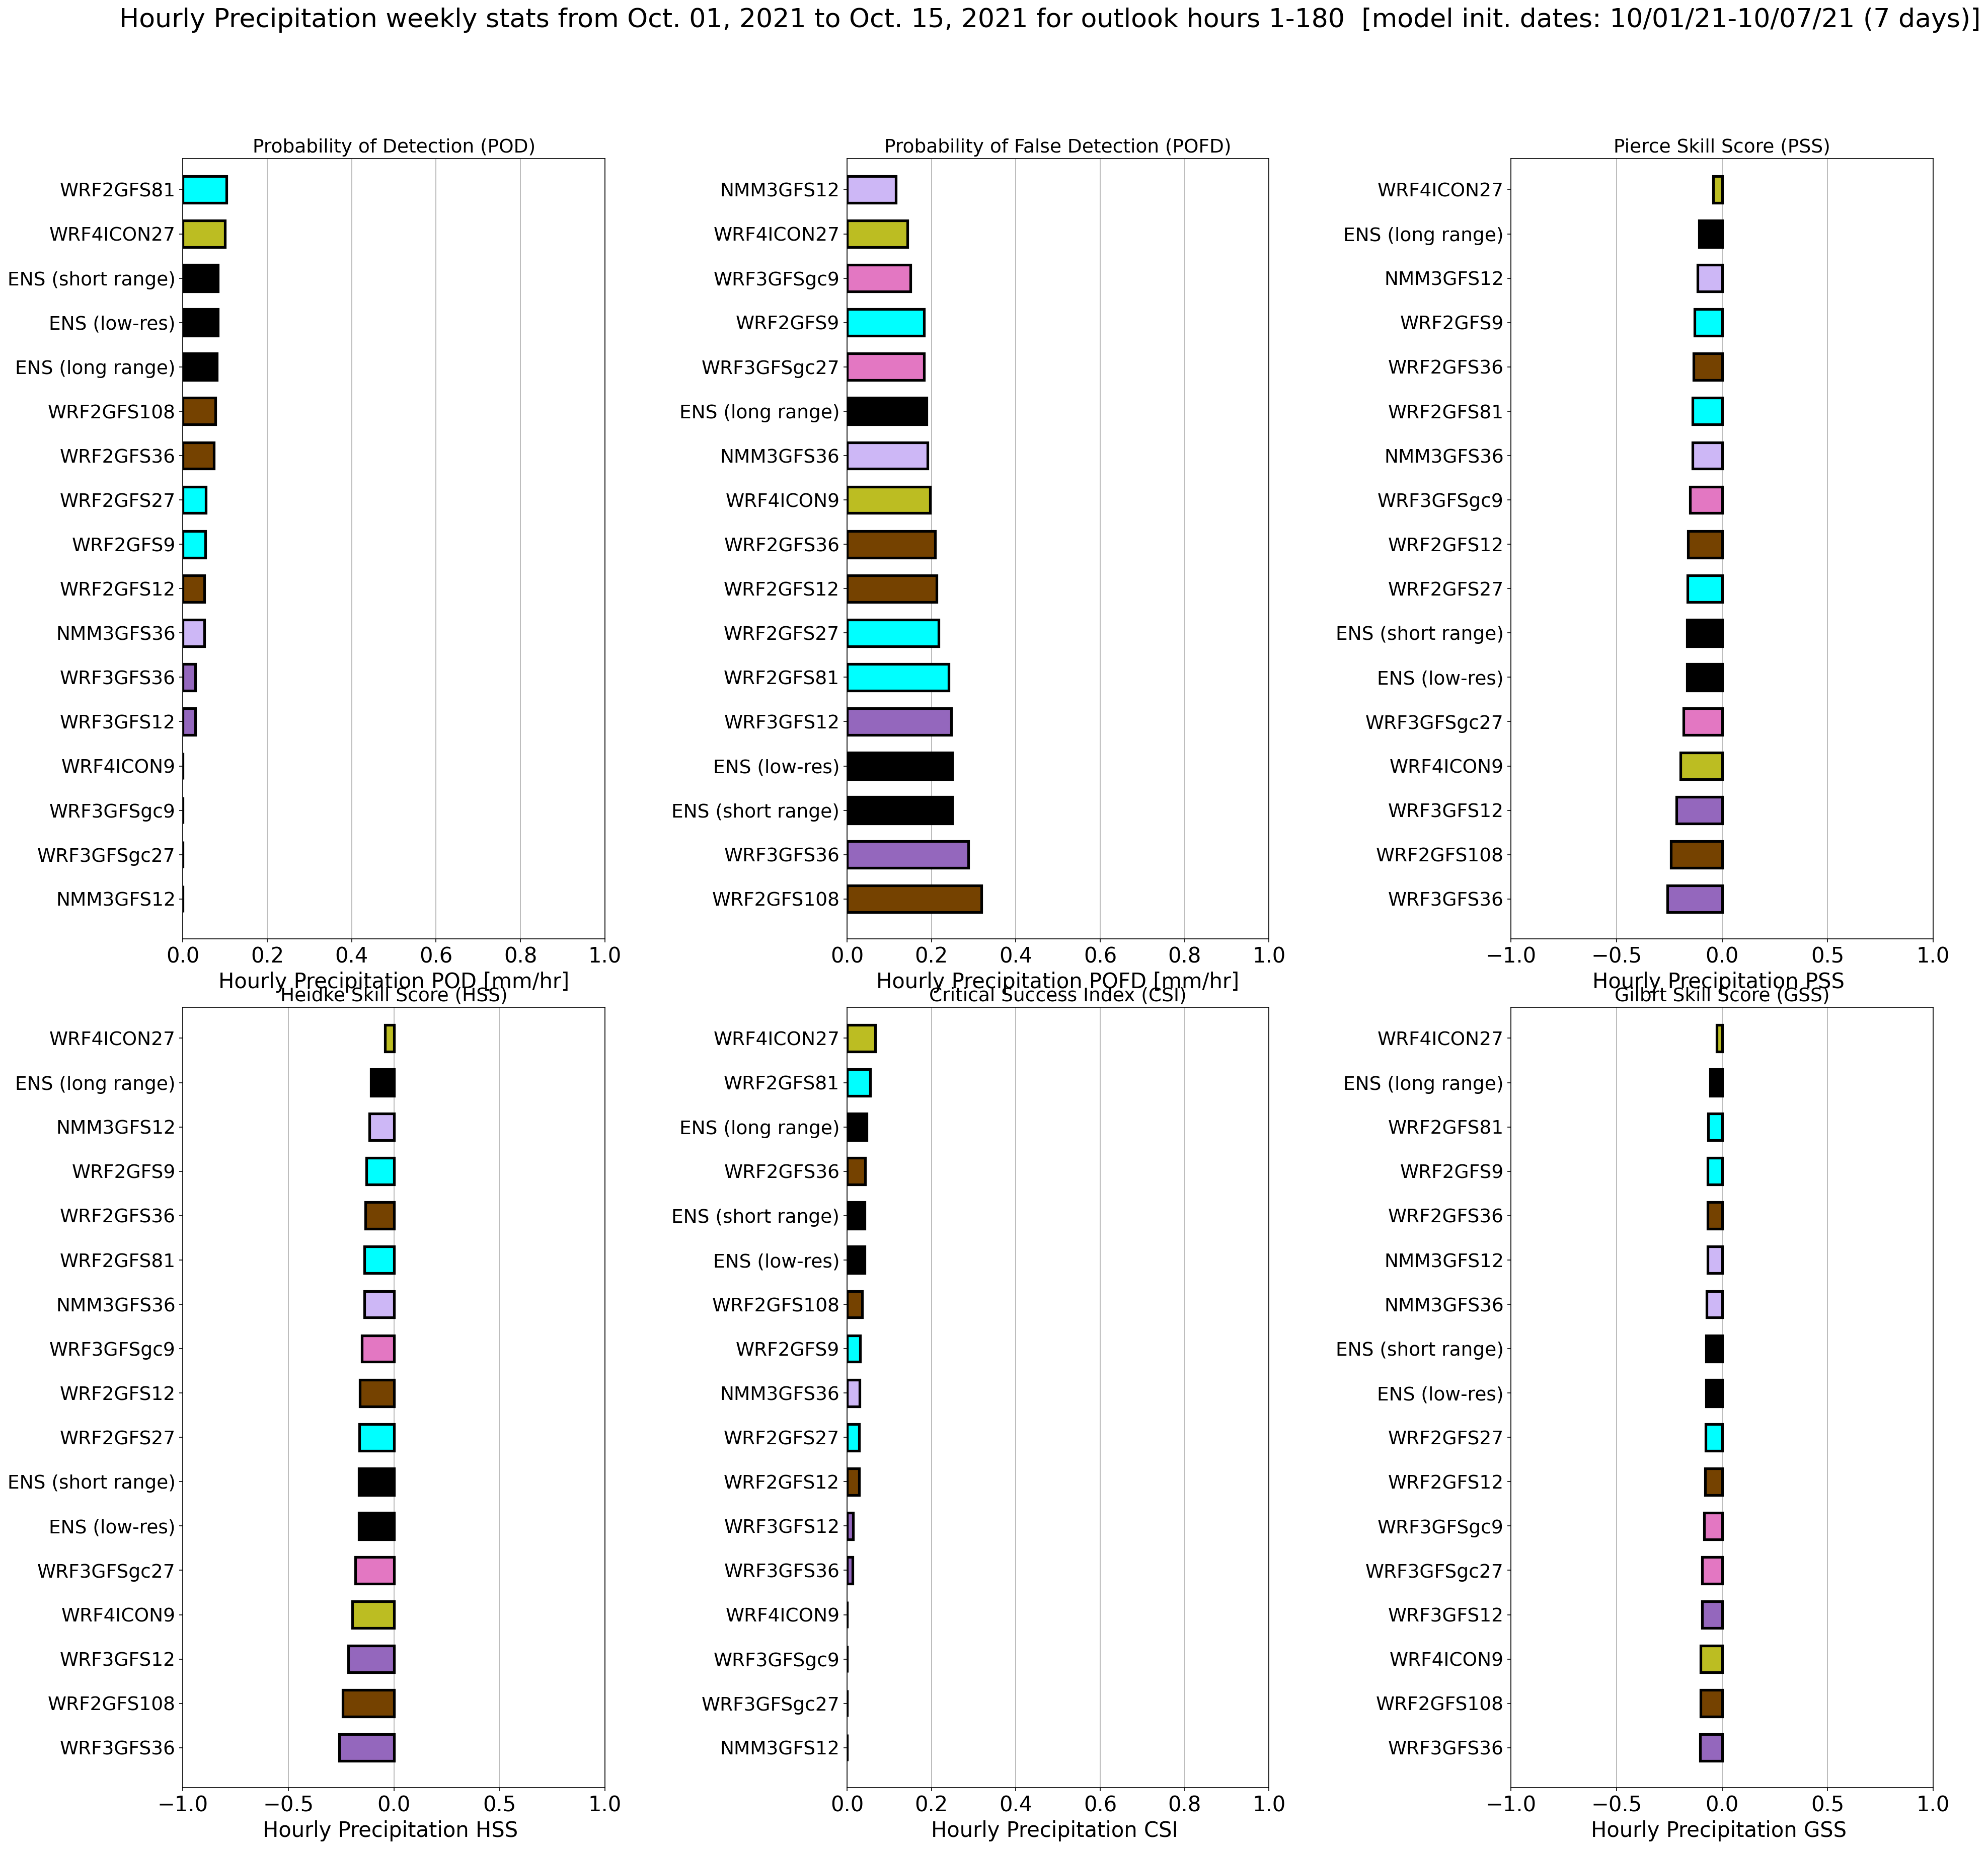 Hourly Precipitation weekly stats from Oct. 01, 2021 to Oct. 15, 2021 for outlook hours 1-180  [model init. dates: 10/01/21-10/07/21 (7 days)]
Probability of Detection (POD)
WRF2GFS81
WRF4ICON27
ENS (short range)
ENS (low-res)
ENS (long range)
WRF2GFS108
WRF2GFS36
WRF2GFS27
WRF2GFS9
WRF2GFS12
NMM3GFS36
WRF3GFS36
WRF3GFS12
WRF4ICON9
WRF3GFSgc9
WRF3GFSgc27
NMM3GFS12
0.0 0.2 0.4 0.6 0.8 1.0
Hourly Precipitation POD [mm/hr]
Probability of False Detection (POFD)
NMM3GFS12
WRF4ICON27
WRF3GFSgc9
WRF2GFS9
WRF3GFSgc27
ENS (long range)
NMM3GFS36
WRF4ICON9
WRF2GFS36
WRF2GFS12
WRF2GFS27
WRF2GFS81
WRF3GFS12
ENS (low-res)
ENS (short range)
WRF3GFS36
WRF2GFS108
0.0 0.2 0.4 0.6 0.8 1.0
Hourly Precipitation POFD [mm/hr]
Pierce Skill Score (PSS)
WRF4ICON27
ENS (long range)
NMM3GFS12
WRF2GFS9
WRF2GFS36
WRF2GFS81
NMM3GFS36
WRF3GFSgc9
WRF2GFS12
WRF2GFS27
ENS (short range)
ENS (low-res)
WRF3GFSgc27
WRF4ICON9
WRF3GFS12
WRF2GFS108
WRF3GFS36
−1.0 −0.5 0.0 0.5 1.0
Hourly Precipitation PSS
Heidke Skill Score (HSS)
WRF4ICON27
ENS (long range)
NMM3GFS12
WRF2GFS9
WRF2GFS36
WRF2GFS81
NMM3GFS36
WRF3GFSgc9
WRF2GFS12
WRF2GFS27
ENS (short range)
ENS (low-res)
WRF3GFSgc27
WRF4ICON9
WRF3GFS12
WRF2GFS108
WRF3GFS36
−1.0 −0.5 0.0 0.5 1.0
Hourly Precipitation HSS
Critical Success Index (CSI)
WRF4ICON27
WRF2GFS81
ENS (long range)
WRF2GFS36
ENS (short range)
ENS (low-res)
WRF2GFS108
WRF2GFS9
NMM3GFS36
WRF2GFS27
WRF2GFS12
WRF3GFS12
WRF3GFS36
WRF4ICON9
WRF3GFSgc9
WRF3GFSgc27
NMM3GFS12
0.0 0.2 0.4 0.6 0.8 1.0
Hourly Precipitation CSI
Gilbrt Skill Score (GSS)
WRF4ICON27
ENS (long range)
WRF2GFS81
WRF2GFS9
WRF2GFS36
NMM3GFS12
NMM3GFS36
ENS (short range)
ENS (low-res)
WRF2GFS27
WRF2GFS12
WRF3GFSgc9
WRF3GFSgc27
WRF3GFS12
WRF4ICON9
WRF2GFS108
WRF3GFS36
−1.0 −0.5 0.0 0.5 1.0
Hourly Precipitation GSS